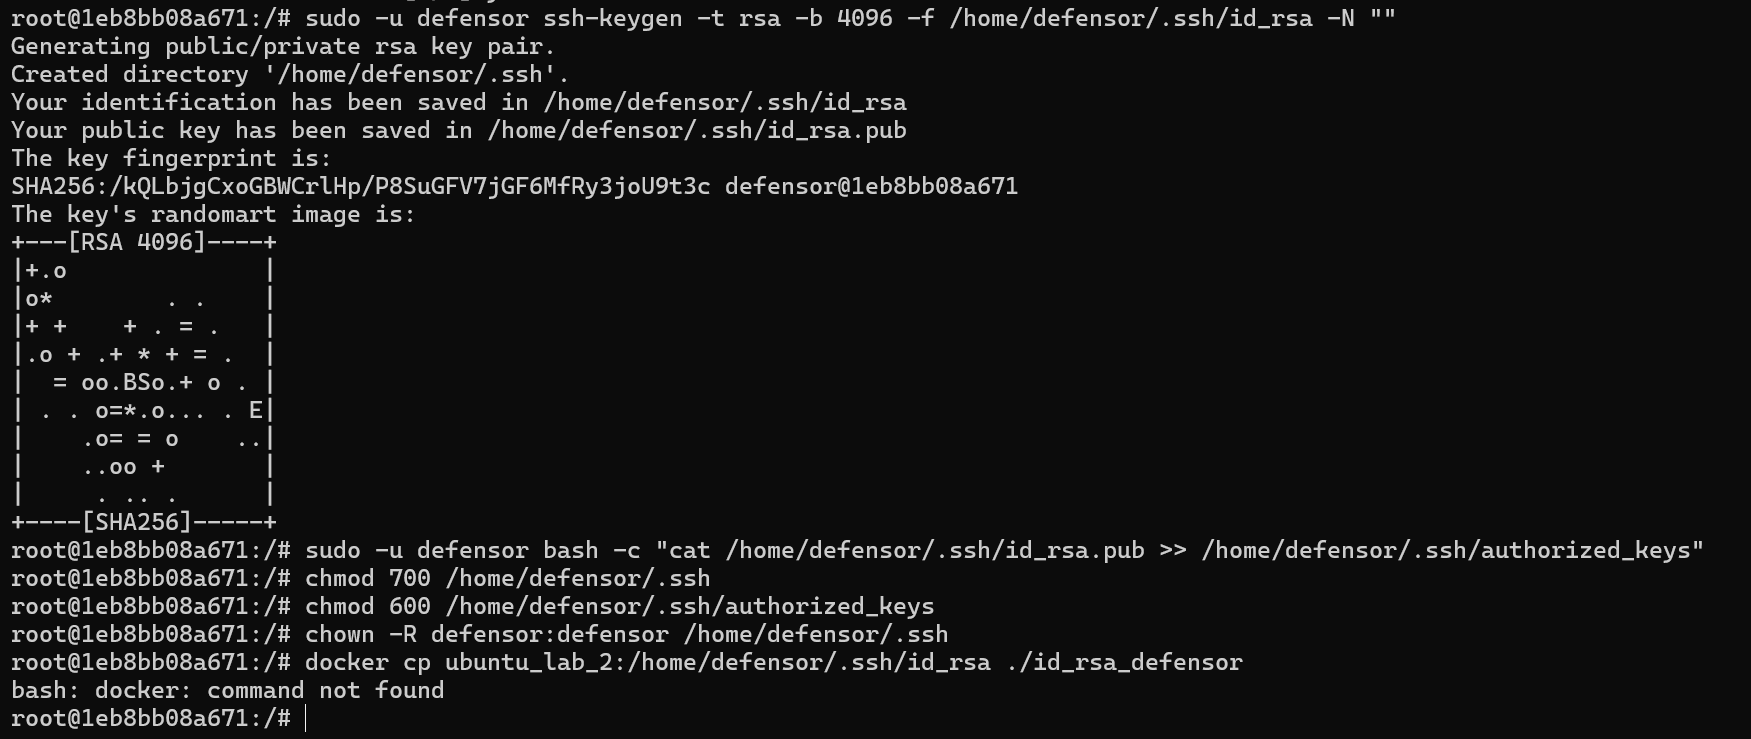 root@1eb8bb08a671:/# sudo -u defensor ssh-keygen -t rsa -b 4096 -f /home/defensor/.ssh/id_rsa -N ""
Generating public/private rsa key pair.
Created directory '/home/defensor/.ssh'.
Your identification has been saved in /home/defensor/.ssh/id_rsa
Your public key has been saved in /home/defensor/.ssh/id_rsa.pub
The key fingerprint is:
SHA256:/kQLbjgCxoGBWCrlHp/P8SuGFV7jGF6MfRy3joU9t3c defensor@1eb8bb08a671
The key's randomart image is:
+---[RSA 4096]----+
|+.o              |
|o*        . .    |
|+ +    + . = .   |
|.o + .+ * + = .  |
|  = oo.BSo.+ o . |
| . . o=*.o... . E|
|    .o= = o    ..|
|    ..oo +       |
|     . .. .      |
+----[SHA256]-----+
root@1eb8bb08a671:/# sudo -u defensor bash -c "cat /home/defensor/.ssh/id_rsa.pub >> /home/defensor/.ssh/authorized_keys"
root@1eb8bb08a671:/# chmod 700 /home/defensor/.ssh
root@1eb8bb08a671:/# chmod 600 /home/defensor/.ssh/authorized_keys
root@1eb8bb08a671:/# chown -R defensor:defensor /home/defensor/.ssh
root@1eb8bb08a671:/# docker cp ubuntu_lab_2:/home/defensor/.ssh/id_rsa ./id_rsa_defensor
bash: docker: command not found
root@1eb8bb08a671:/#